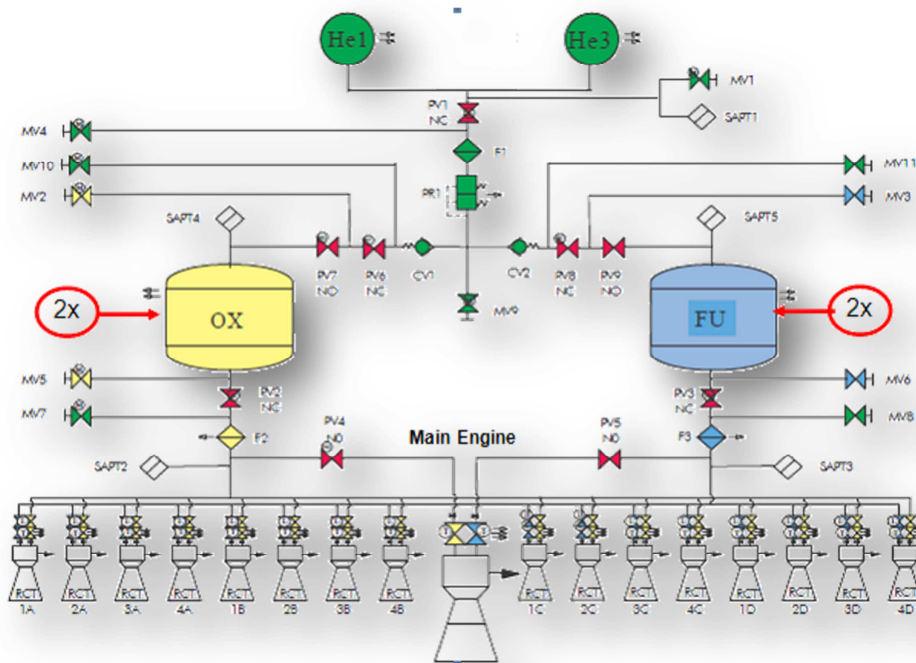 He1
He3
MV1
PV1
NC
SAPT1
MV4
F1
MV10
MV11
PR1
MV2
MV3
SAPT4
SAPT5
PV7
NO
PV6
NC
CV1
CV2
PV8
NC
PV9
NO
2x
OX
MV9
FU
2x
MV5
PV2
NC
PV3
NC
MV6
MV7
MV8
F2
PV4
N0
Main Engine
PV5
N0
F3
SAPT2
SAPT3
RCT RCT RCT RCT RCT RCT RCT RCT RCT RCT RCT RCT RCT RCT RCT RCT
1A 2A 3A 4A 1B 2B 3B 4B 1C 2C 3C 4C 1D 2D 3D 4D